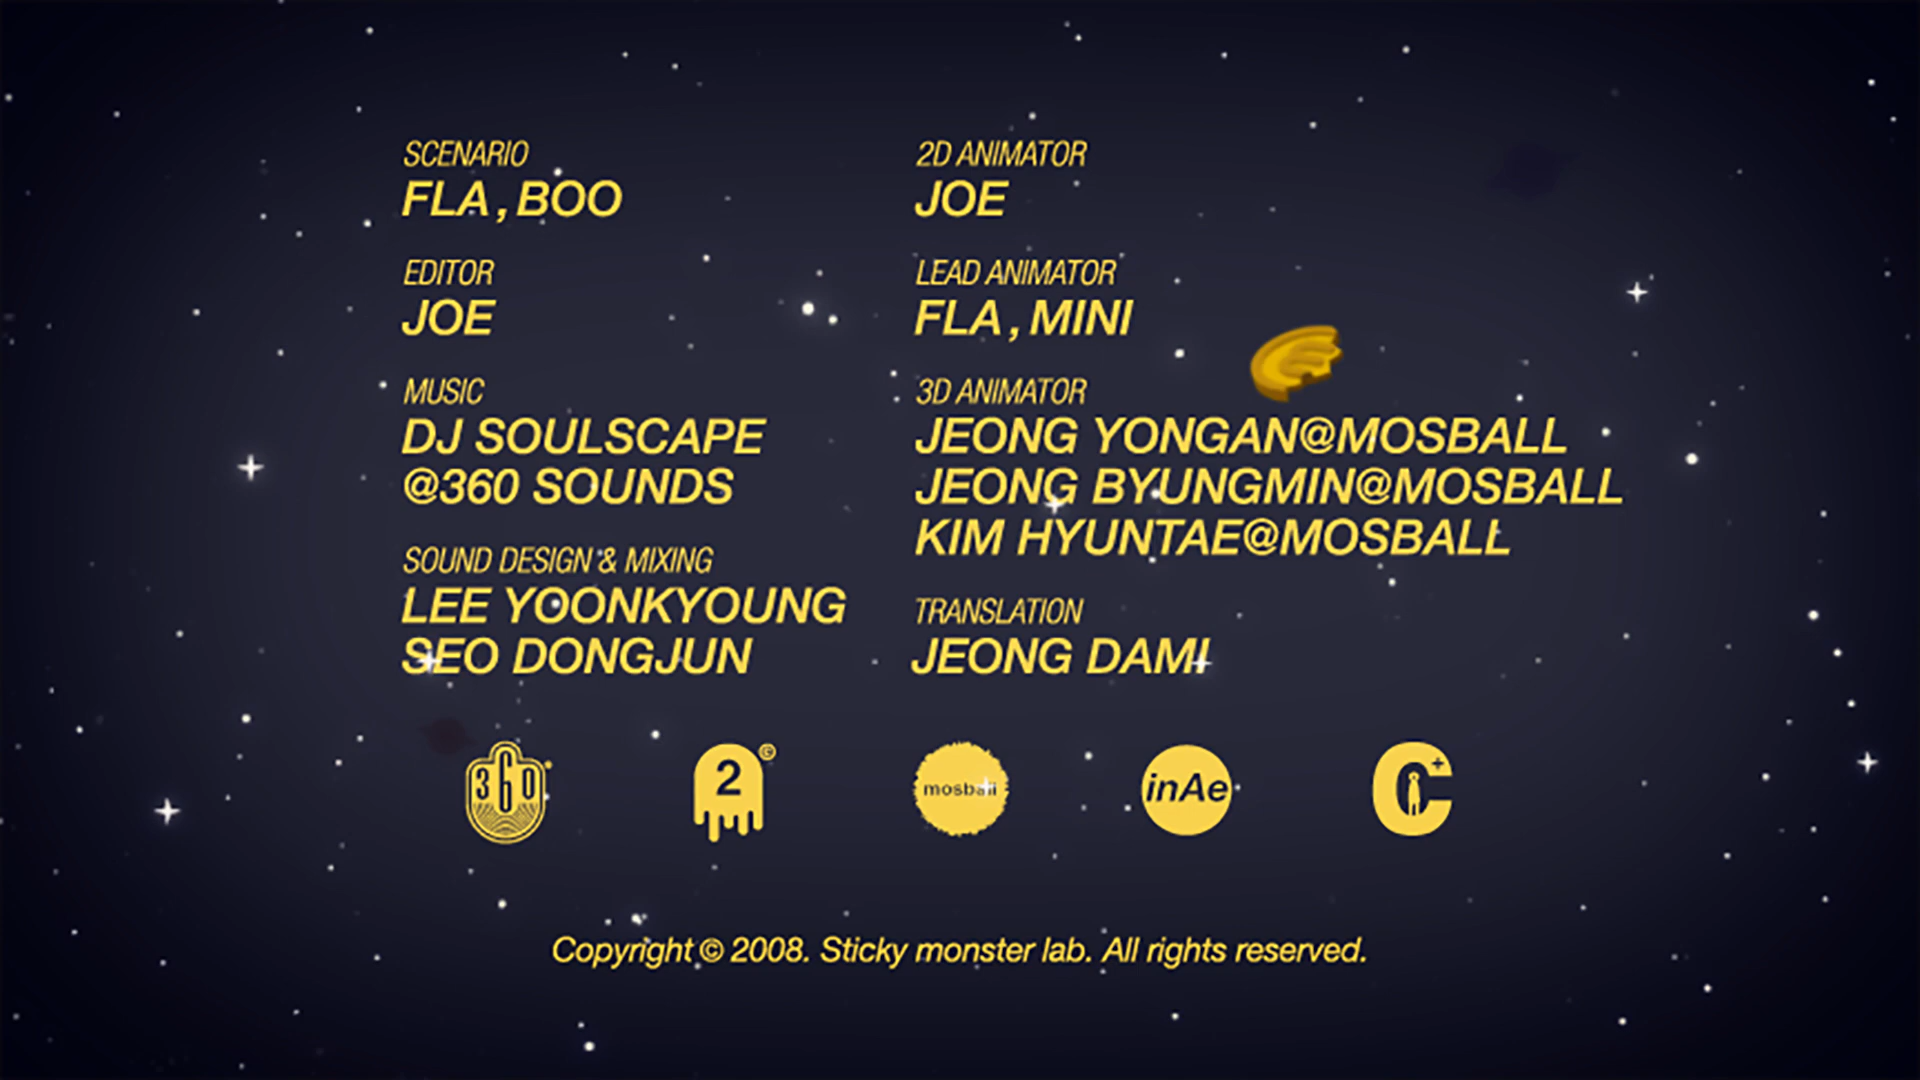 SCENARIO
FLA , BOO
EDITOR
JOE
MUSIC
DJ SOULSCAPE
@360 SOUNDS
SOUND DESIGN & MIXING
LEE YOONKYOUNG
SEO DONGJUN
2D ANIMATOR
JOE
LEAD ANIMATOR
FLA , MINI
3D ANIMATOR
JEONG YONGAN@MOSBALL
JEONG BYUNGMIN@MOSBALL
KIM HYUNTAE@MOSBALL
TRANSLATION
JEONG DAMI
360
2 ©
mosball
inAe
C+
Copyright © 2008. Sticky monster lab. All rights reserved.